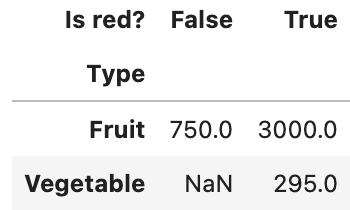 Is red? False True
Type
Fruit 750.0 3000.0
Vegetable NaN 295.0